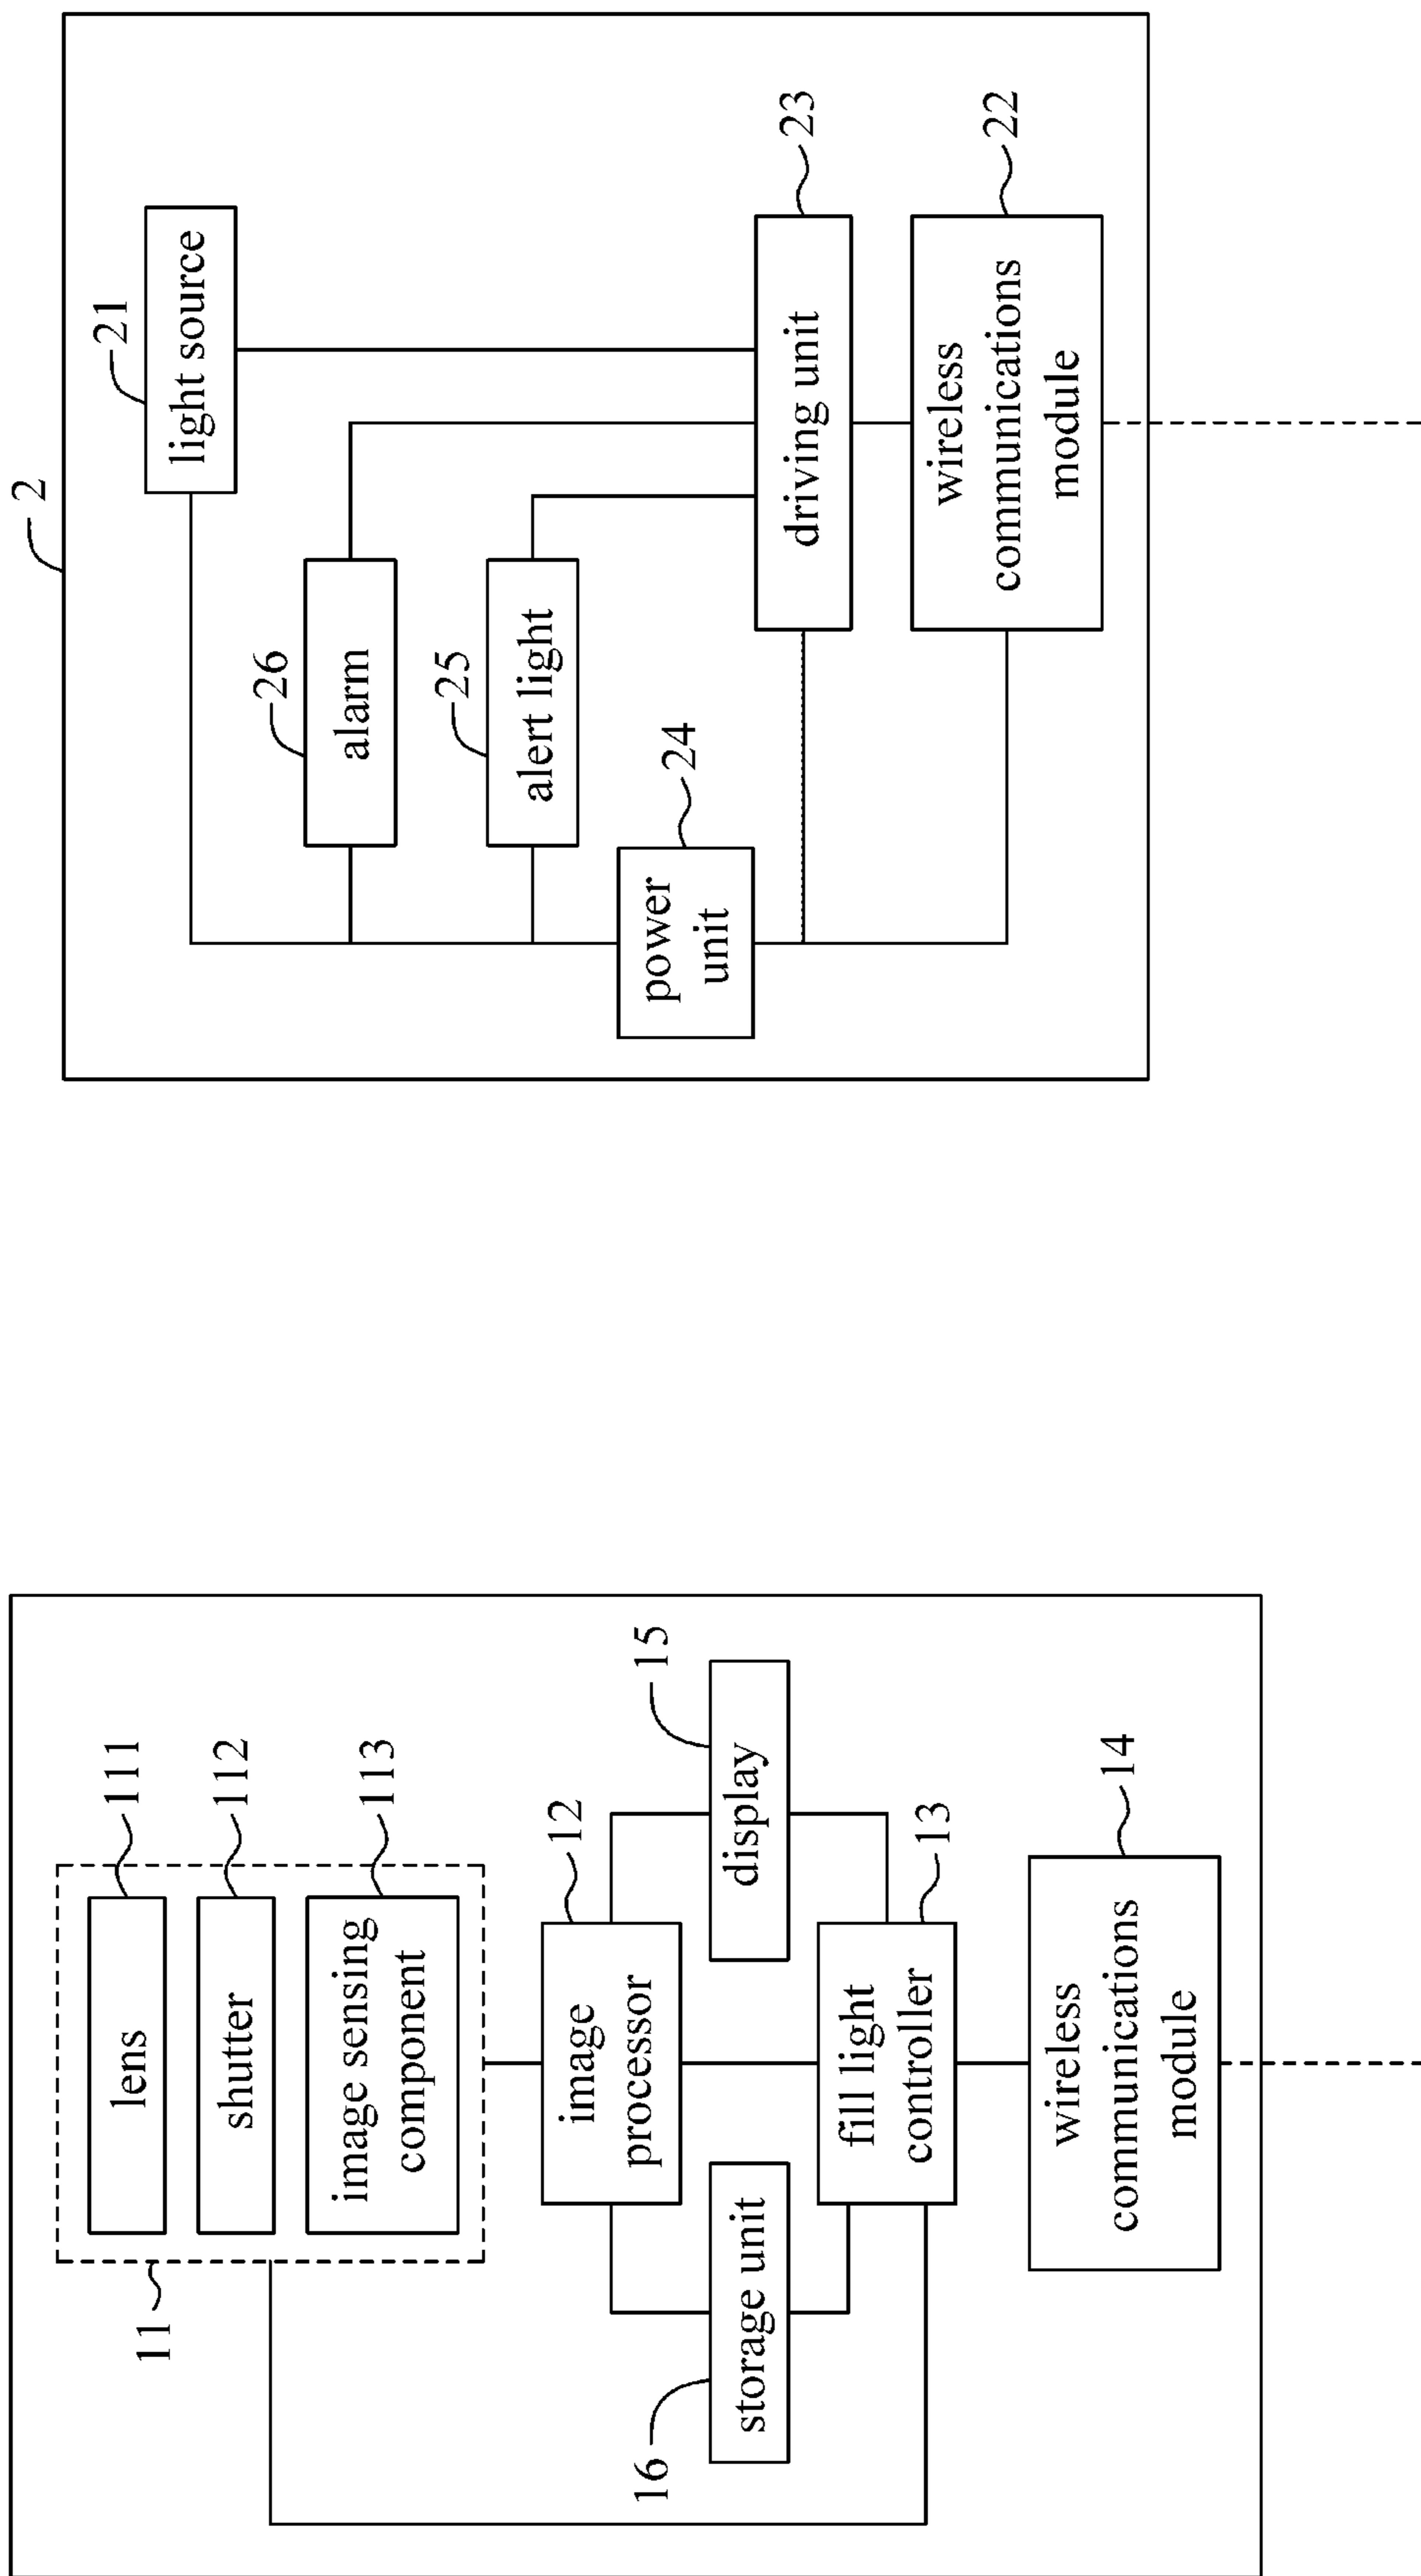 111
lens
112
shutter
113
image sensing
component
11
12
image
processor
15
display
16
storage unit
13
fill light
controller
14
wireless
communications
module
2
21
light source
26
alarm
25
alert light
24
power
unit
23
driving unit
22
wireless
communications
module